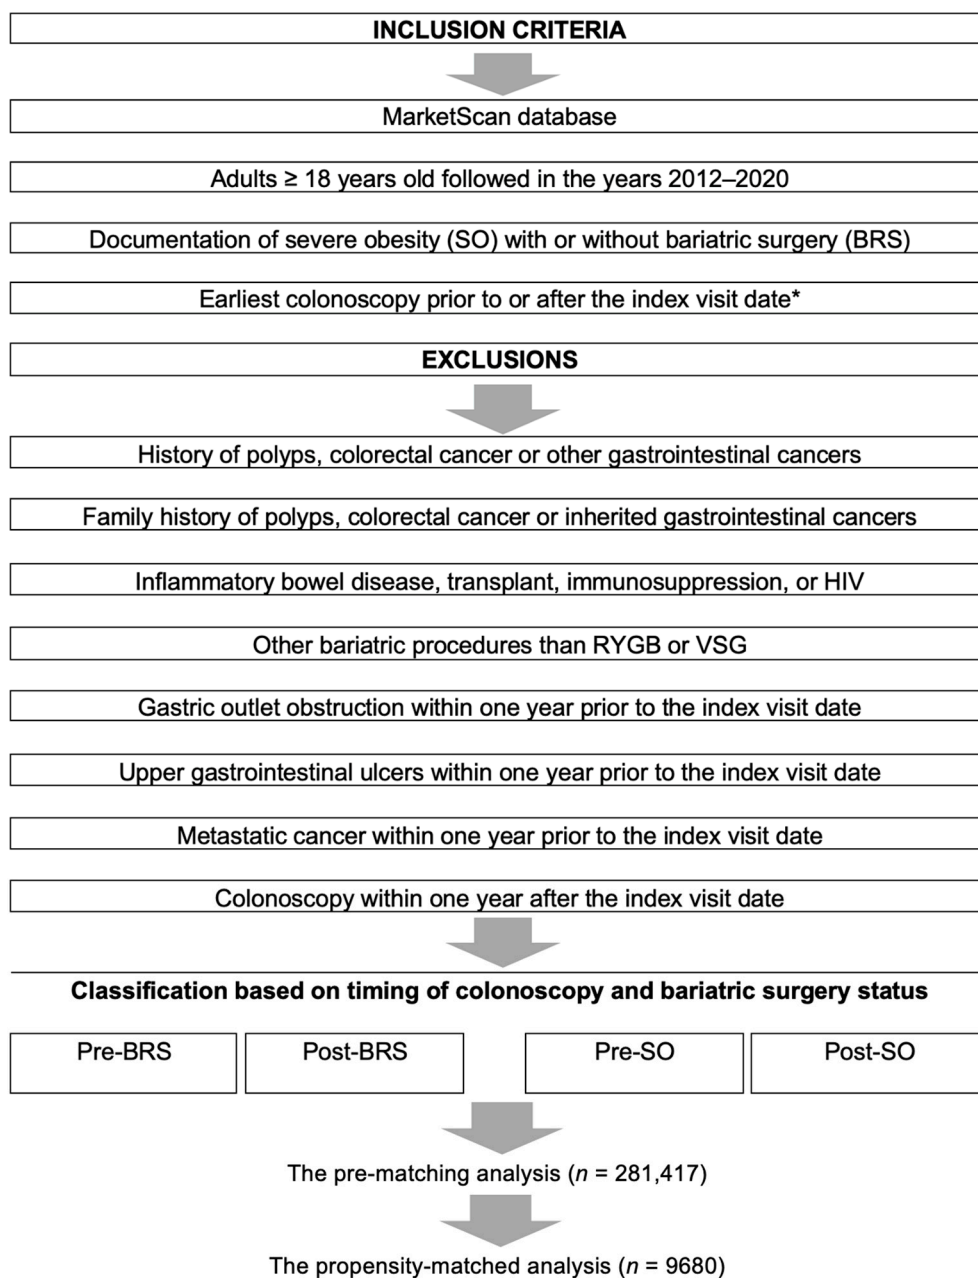 INCLUSION CRITERIA
MarketScan database
Adults ≥ 18 years old followed in the years 2012–2020
Documentation of severe obesity (SO) with or without bariatric surgery (BRS)
Earliest colonoscopy prior to or after the index visit date*
EXCLUSIONS
History of polyps, colorectal cancer or other gastrointestinal cancers
Family history of polyps, colorectal cancer or inherited gastrointestinal cancers
Inflammatory bowel disease, transplant, immunosuppression, or HIV
Other bariatric procedures than RYGB or VSG
Gastric outlet obstruction within one year prior to the index visit date
Upper gastrointestinal ulcers within one year prior to the index visit date
Metastatic cancer within one year prior to the index visit date
Colonoscopy within one year after the index visit date
Classification based on timing of colonoscopy and bariatric surgery status
Pre-BRS
Post-BRS
Pre-SO
Post-SO
The pre-matching analysis (n = 281,417)
The propensity-matched analysis (n = 9680)